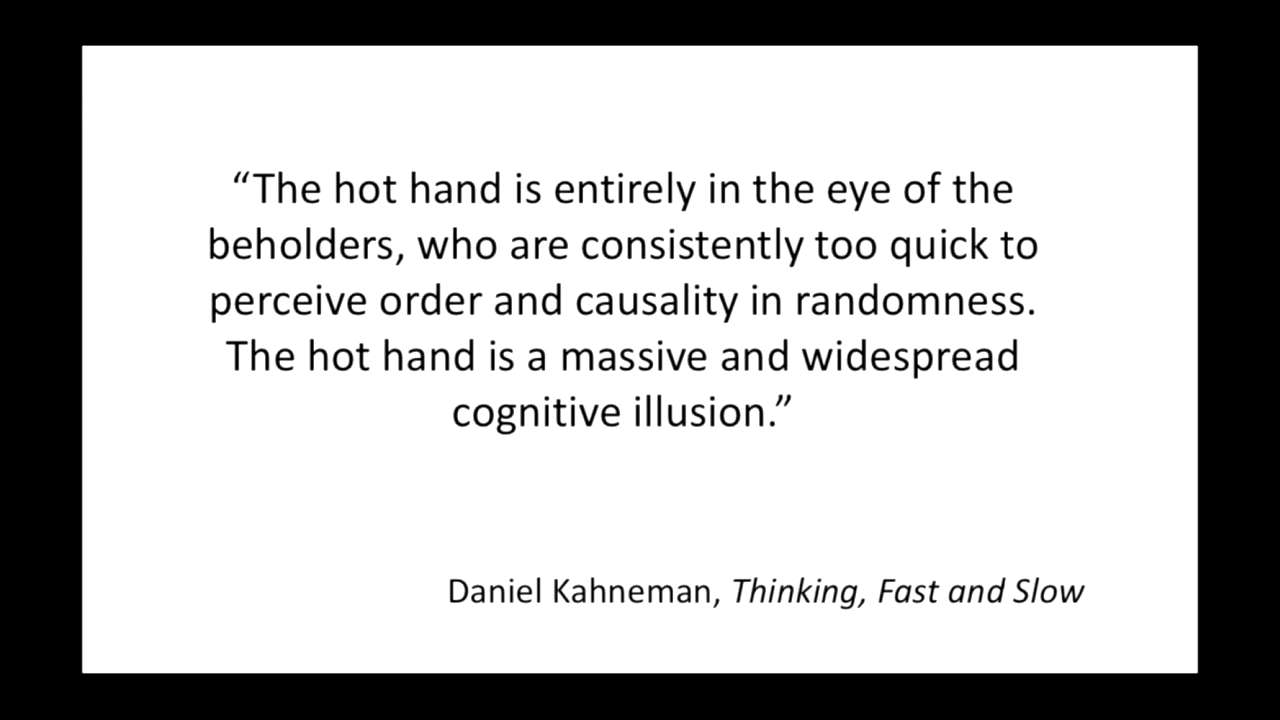 “The hot hand is entirely in the eye of the
beholders, who are consistently too quick to
perceive order and causality in randomness.
The hot hand is a massive and widespread
cognitive illusion.”
Daniel Kahneman, Thinking, Fast and Slow